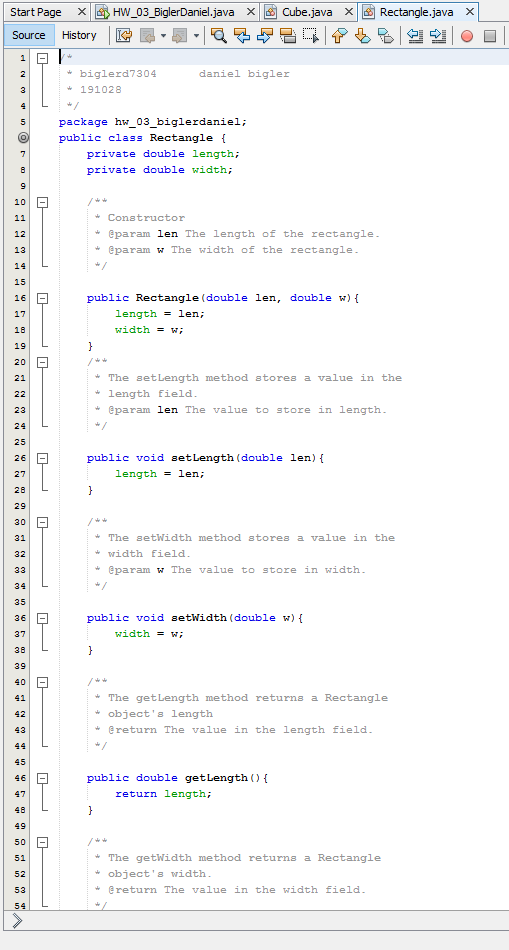 Start Page HW_03_BiglerDaniel.java Cube.java Rectangle.java
Source History
1 /*
2  * biglerd7304      daniel bigler
3  * 191028
4  */
5 package hw_03_biglerdaniel;
public class Rectangle {
7     private double length;
8     private double width;
9
10     /**
11      * Constructor
12      * @param len The length of the rectangle.
13      * @param w The width of the rectangle.
14      */
15
16     public Rectangle(double len, double w){
17         length = len;
18         width = w;
19     }
20     /**
21      * The setLength method stores a value in the
22      * length field.
23      * @param len The value to store in length.
24      */
25
26     public void setLength(double len){
27         length = len;
28     }
29
30     /**
31      * The setWidth method stores a value in the
32      * width field.
33      * @param w The value to store in width.
34      */
35
36     public void setWidth(double w){
37         width = w;
38     }
39
40     /**
41      * The getLength method returns a Rectangle
42      * object's length
43      * @return The value in the length field.
44      */
45
46     public double getLength(){
47         return length;
48     }
49
50     /**
51      * The getWidth method returns a Rectangle
52      * object's width.
53      * @return The value in the width field.
54      */